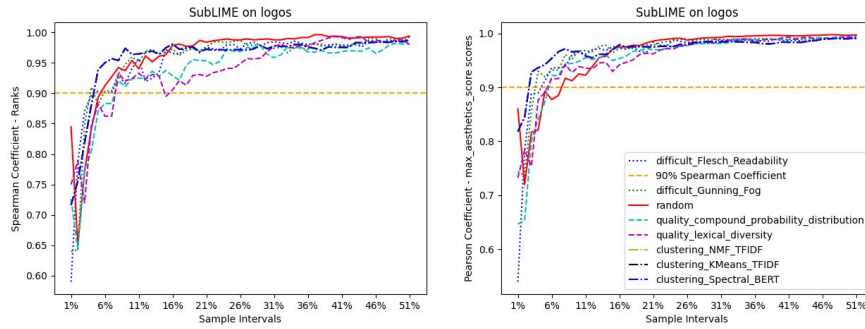 SubLIME on logos
Spearman Coefficient - Ranks
1.00
0.95
0.90
0.85
0.80
0.75
0.70
0.65
0.60
1% 6% 11% 16% 21% 26% 31% 36% 41% 46% 51%
Sample Intervals
SubLIME on logos
Pearson Coefficient - max_aesthetics_score scores
1.0
0.9
0.8
0.7
0.6
difficult_Flesch_Readability
90% Spearman Coefficient
difficult_Gunning_Fog
random
quality_compound_probability_distribution
quality_lexical_diversity
clustering_NMF_TFIDF
clustering_KMeans_TFIDF
clustering_Spectral_BERT
1% 6% 11% 16% 21% 26% 31% 36% 41% 46% 51%
Sample Intervals